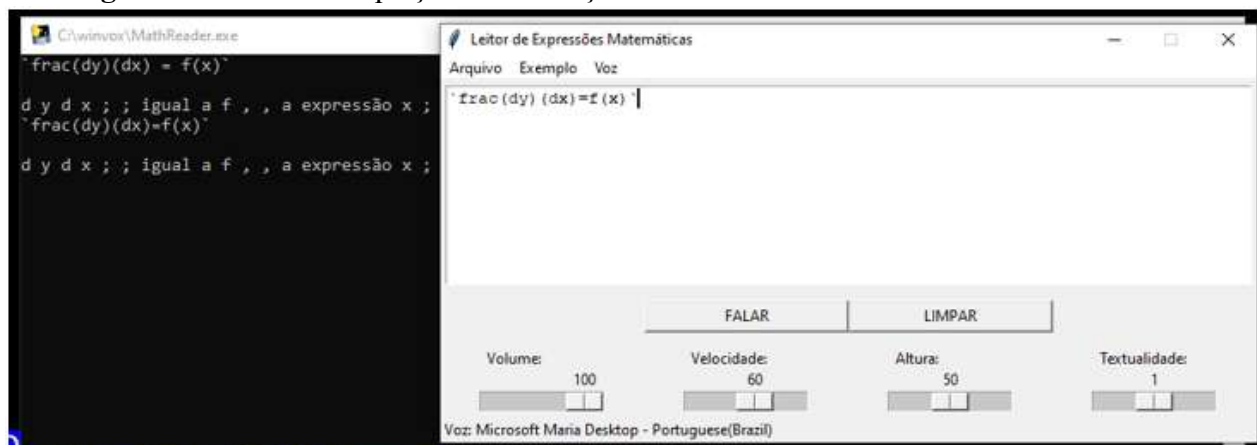 C:\winvox\MathReader.exe
`frac(dy)(dx) = f(x)`
d y d x ; ; igual a f , , a expressão x ;
`frac(dy)(dx)=f(x)`
d y d x ; ; igual a f , , a expressão x ;
Leitor de Expressões Matemáticas
Arquivo Exemplo Voz
`frac(dy)(dx)=f(x)`
FALAR LIMPAR
Volume: Velocidade: Altura: Textualidade:
100 60 50 1
Voz: Microsoft Maria Desktop - Portuguese(Brazil)